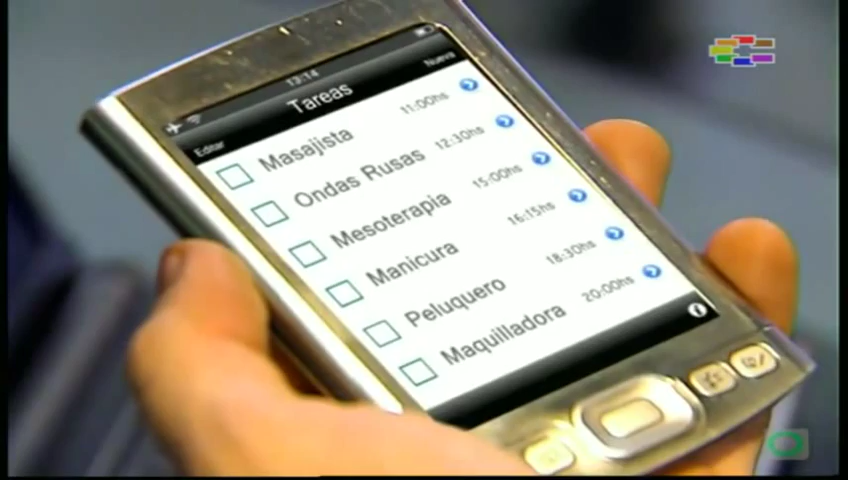 13:14
Editar Tareas Nueva
Masajista 11:00hs
Ondas Rusas 12:30hs
Mesoterapia 15:00hs
Manicura 16:15hs
Peluquero 18:30hs
Maquilladora 20:00hs